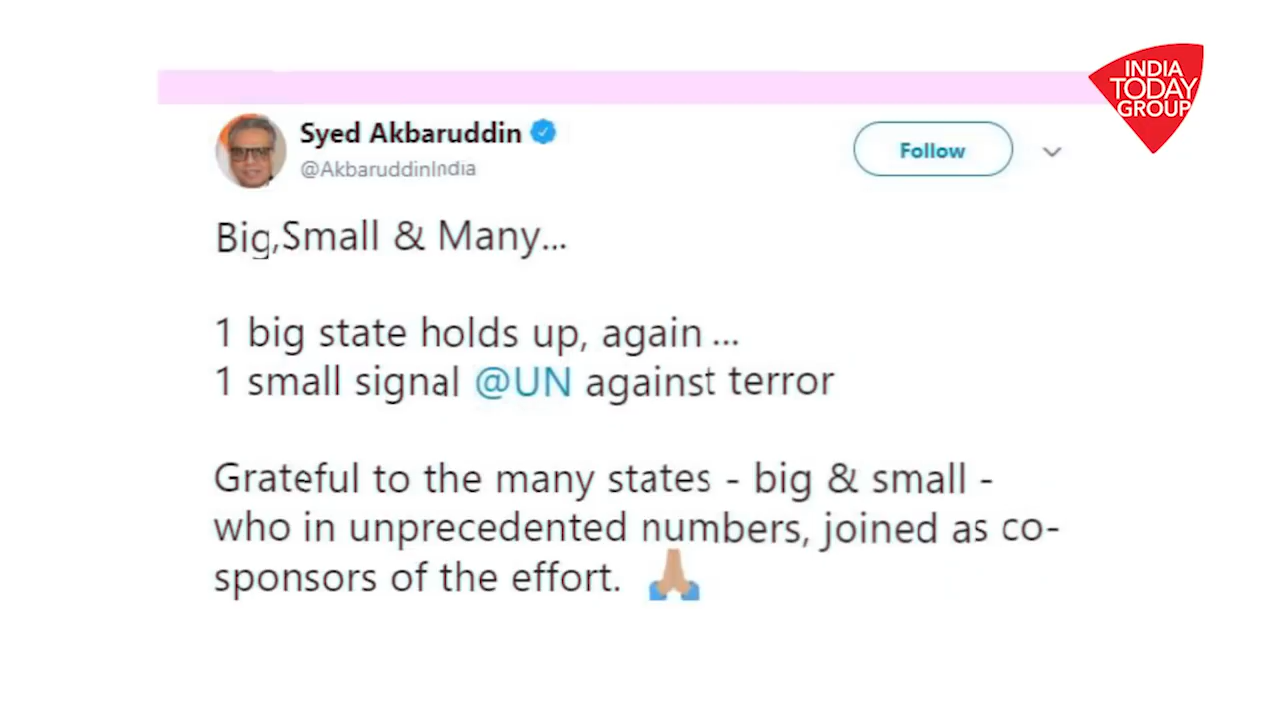 INDIA
TODAY
GROUP
Syed Akbaruddin
@AkbaruddinIndia
Follow
Big,Small & Many...
1 big state holds up, again ...
1 small signal @UN against terror
Grateful to the many states - big & small -
who in unprecedented numbers, joined as co-
sponsors of the effort.